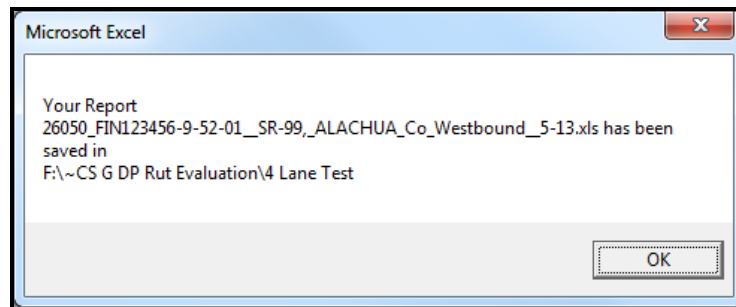 Microsoft Excel
Your Report
26050_FIN123456-9-52-01__SR-99,_ALACHUA_Co_Westbound__5-13.xls has been
saved in
F:\~CS G DP Rut Evaluation\4 Lane Test
OK